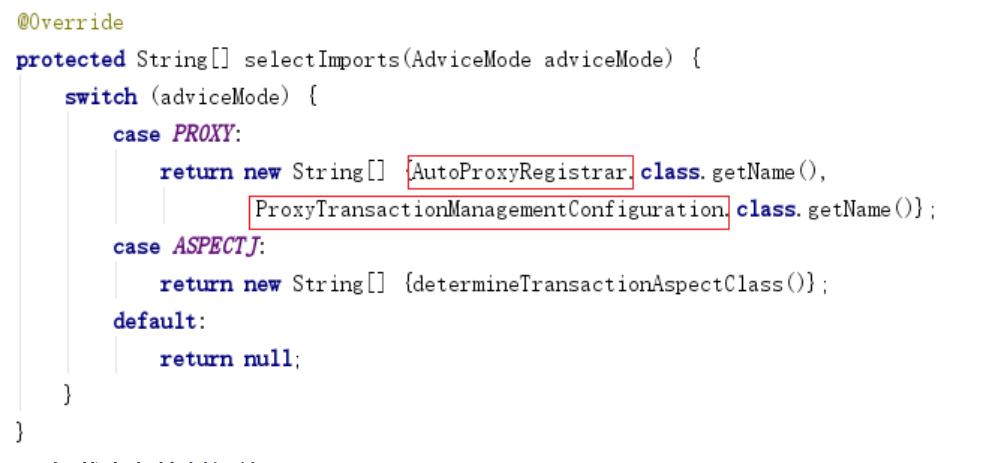 @Override
protected String[] selectImports(AdviceMode adviceMode) {
switch (adviceMode) {
case PROXY:
return new String[] {AutoProxyRegistrar.class.getName(),
ProxyTransactionManagementConfiguration.class.getName()};
case ASPECTJ:
return new String[] {determineTransactionAspectClass()};
default:
return null;
}
}